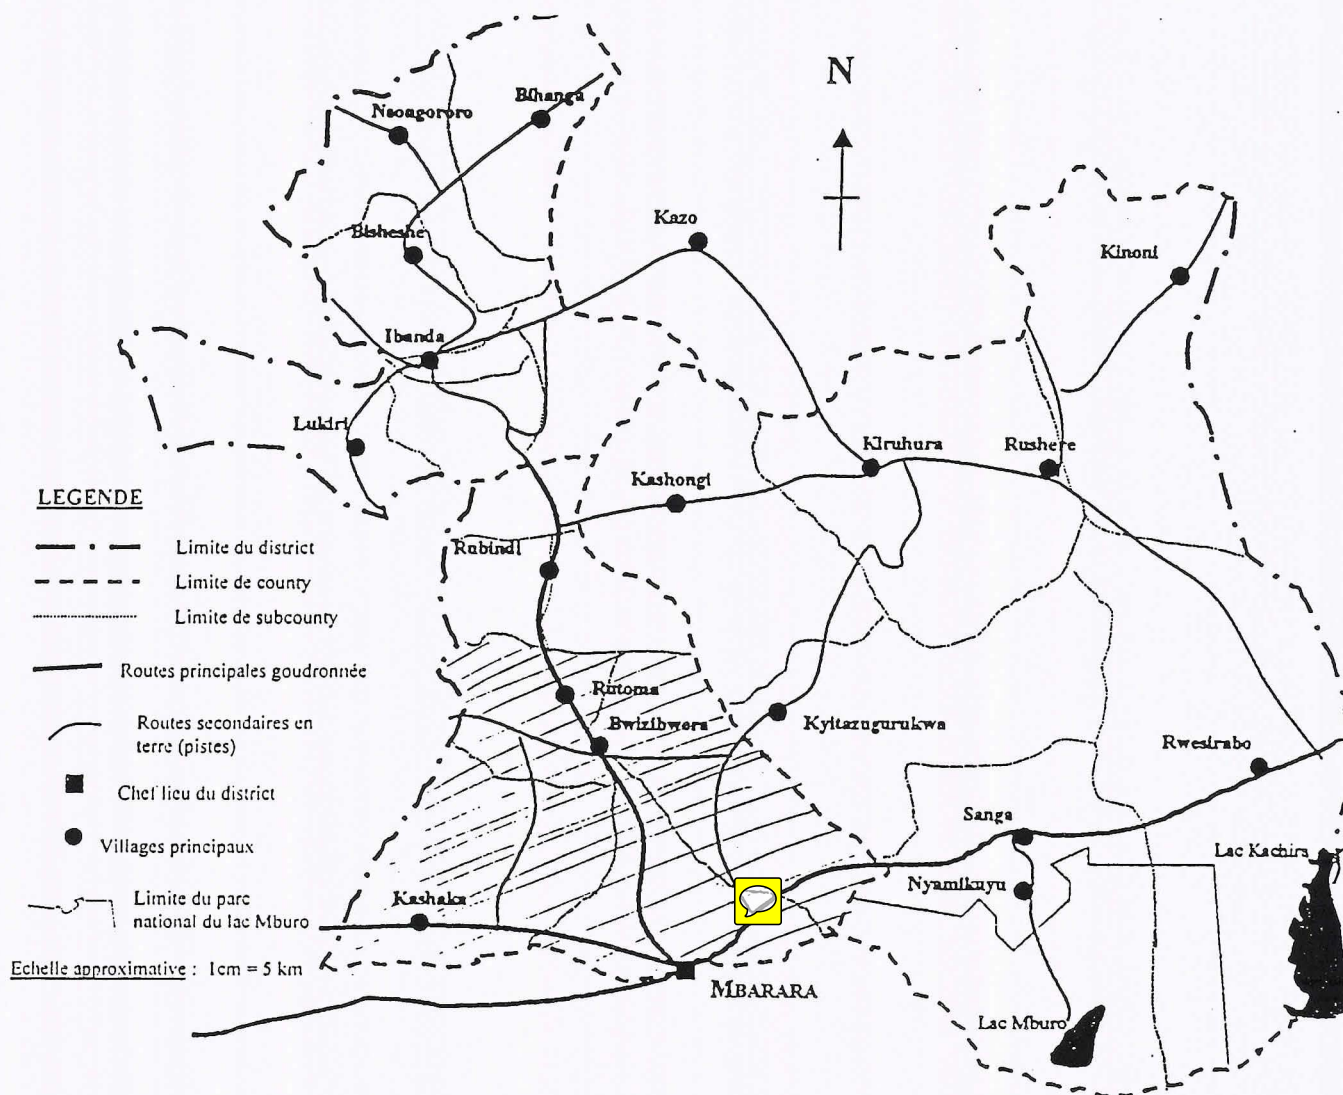 N
Bihanga
Nsongororo
Kazo
Bisheshe
Kinoni
Ibanda
Lukiri
Kiruhura
Rushere
Kashongi
Rubindi
LEGENDE
Limite du district
Limite de county
Limite de subcounty
Routes principales goudronnée
Routes secondaires en
terre (pistes)
Chef lieu du district
Villages principaux
Limite du parc
national du lac Mburo
Echelle approximative : 1cm = 5 km
Rutoma
Bwizibwera
Kyitazugurukwa
Rwesirabo
Sanga
Lac Kachira
Nyamikuyu
Kashaka
MBARARA
Lac Mburo